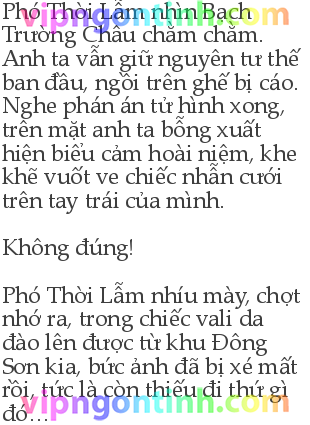 Phó Thời Lẫm nhìn Bạch
Trường Châu chằm chằm.
Anh ta vẫn giữ nguyên tư thế
ban đầu, ngồi trên ghế bị cáo.
Nghe phán án tử hình xong,
trên mặt anh ta bỗng xuất
hiện biểu cảm hoài niệm, khe
khẽ vuốt ve chiếc nhẫn cưới
trên tay trái của mình.
Không đúng!
Phó Thời Lẫm nhíu mày, chợt
nhớ ra, trong chiếc vali da
đào lên được từ khu Đông
Sơn kia, bức ảnh đã bị xé mất
rồi, tức là còn thiếu đi thứ gì
đó...
vipngontinh.com
vipngontinh.com